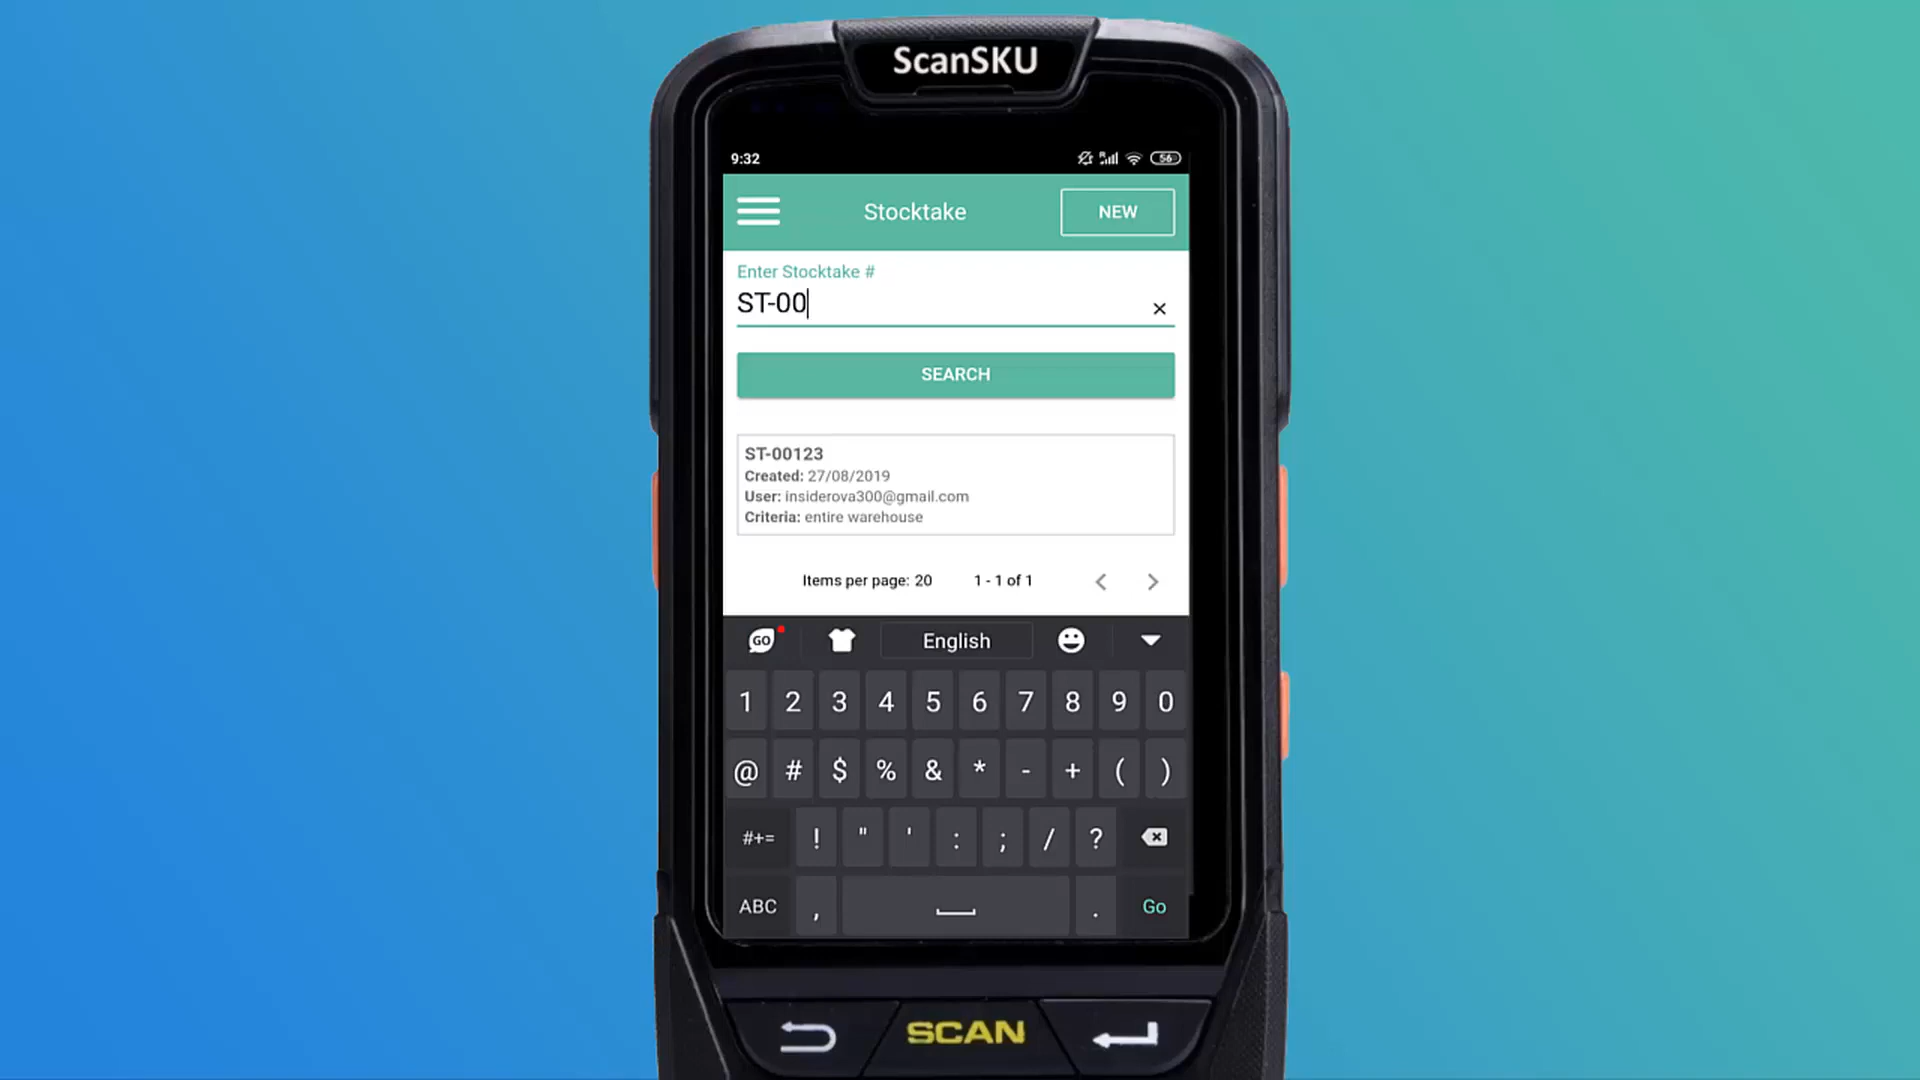 ScanSKU
9:32
R
56
Stocktake
NEW
Enter Stocktake #
ST-00
×
SEARCH
ST-00123
Created: 27/08/2019
User: insiderova300@gmail.com
Criteria: entire warehouse
Items per page: 20 1 - 1 of 1 < >
GO English
1 2 3 4 5 6 7 8 9 0
@ # $ % & * - + ( )
#+= ! " ' : ; / ?
ABC , . Go
SCAN